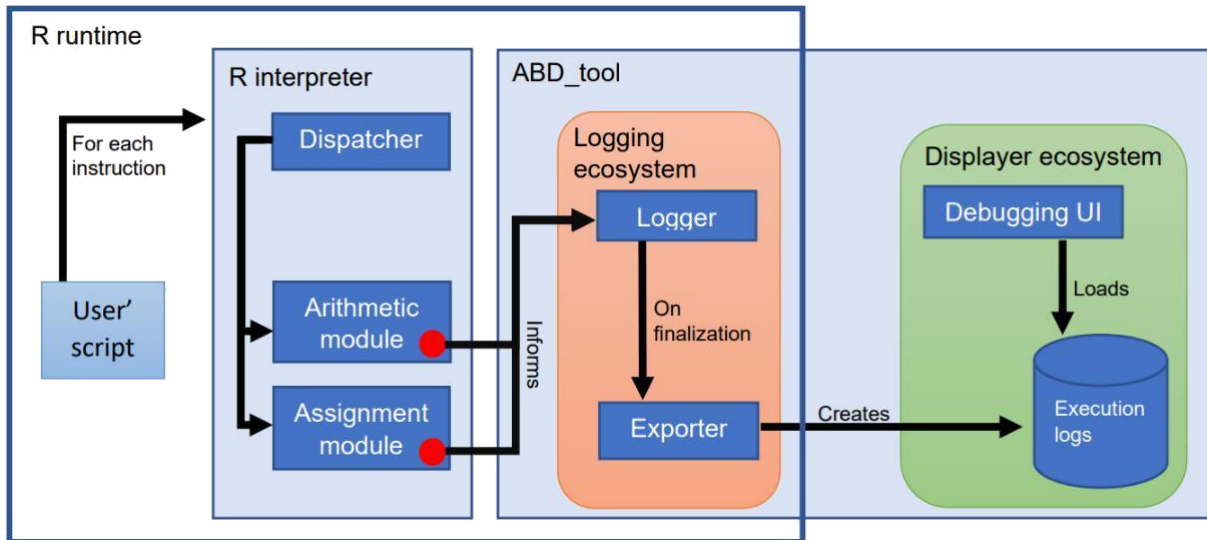 R runtime
R interpreter
ABD_tool
For each
instruction
Dispatcher
Logging
ecosystem
Displayer ecosystem
Logger
Debugging UI
User’
script
Arithmetic
module
Informs
On
finalization
Loads
Assignment
module
Exporter
Creates
Execution
logs